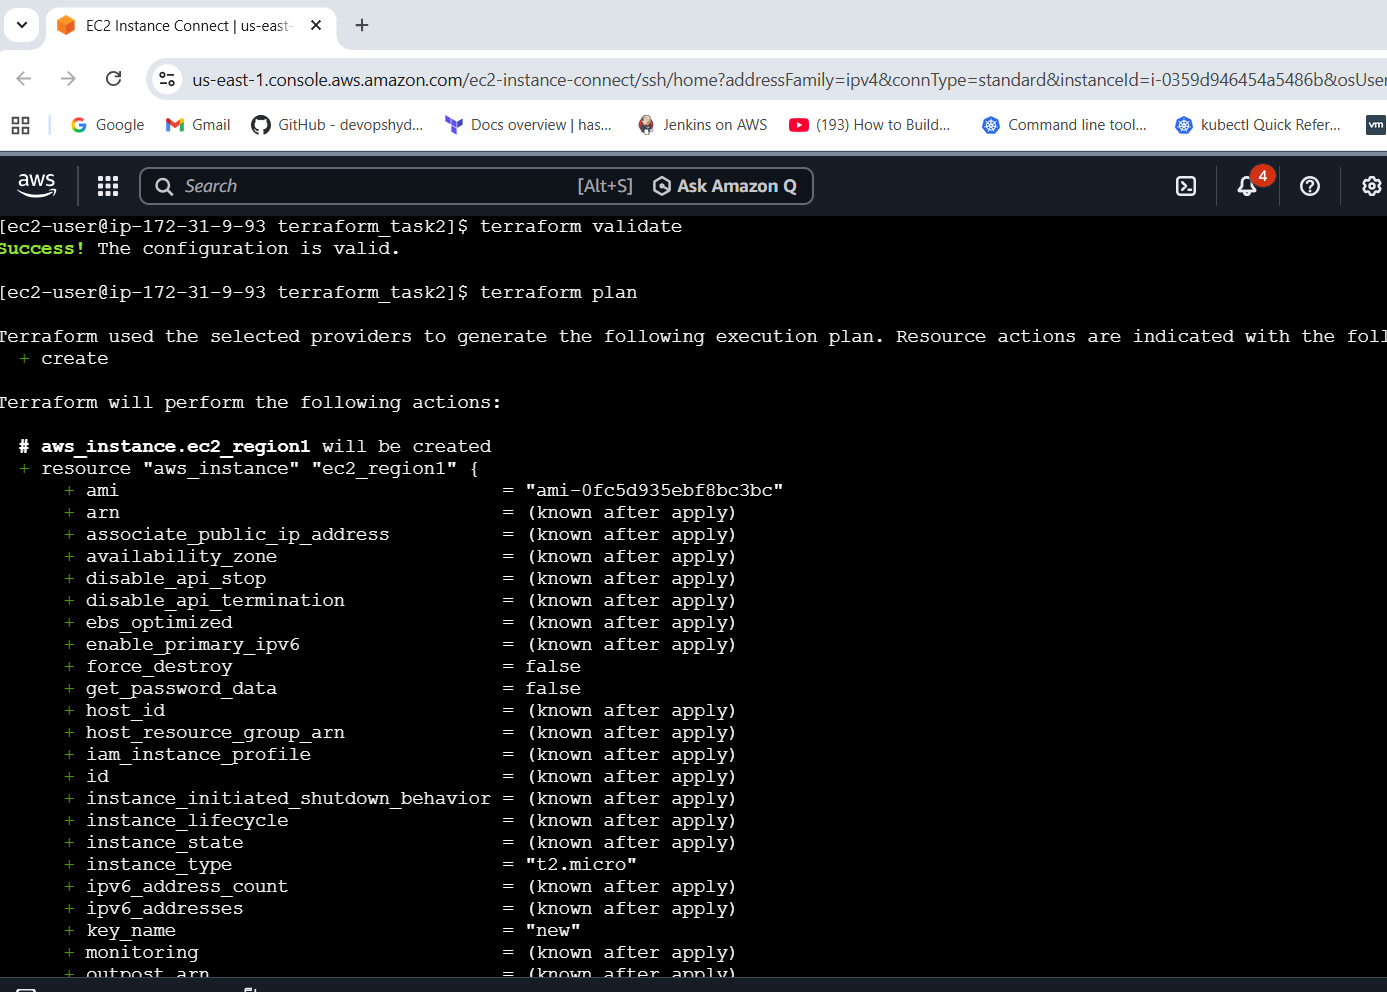 EC2 Instance Connect | us-east-
us-east-1.console.aws.amazon.com/ec2-instance-connect/ssh/home?addressFamily=ipv4&connType=standard&instanceId=i-0359d946454a5486b&osUser
Google Gmail GitHub - devopshyd... Docs overview | has... Jenkins on AWS (193) How to Build... Command line tool... kubectl Quick Refer... vm
aws Search [Alt+S] Ask Amazon Q 4
[ec2-user@ip-172-31-9-93 terraform_task2]$ terraform validate
Success! The configuration is valid.
[ec2-user@ip-172-31-9-93 terraform_task2]$ terraform plan
Terraform used the selected providers to generate the following execution plan. Resource actions are indicated with the foll
+ create
Terraform will perform the following actions:
# aws_instance.ec2_region1 will be created
+ resource "aws_instance" "ec2_region1" {
+ ami = "ami-0fc5d935ebf8bc3bc"
+ arn = (known after apply)
+ associate_public_ip_address = (known after apply)
+ availability_zone = (known after apply)
+ disable_api_stop = (known after apply)
+ disable_api_termination = (known after apply)
+ ebs_optimized = (known after apply)
+ enable_primary_ipv6 = (known after apply)
+ force_destroy = false
+ get_password_data = false
+ host_id = (known after apply)
+ host_resource_group_arn = (known after apply)
+ iam_instance_profile = (known after apply)
+ id = (known after apply)
+ instance_initiated_shutdown_behavior = (known after apply)
+ instance_lifecycle = (known after apply)
+ instance_state = (known after apply)
+ instance_type = "t2.micro"
+ ipv6_address_count = (known after apply)
+ ipv6_addresses = (known after apply)
+ key_name = "new"
+ monitoring = (known after apply)
+ outpost_arn = (known after apply)